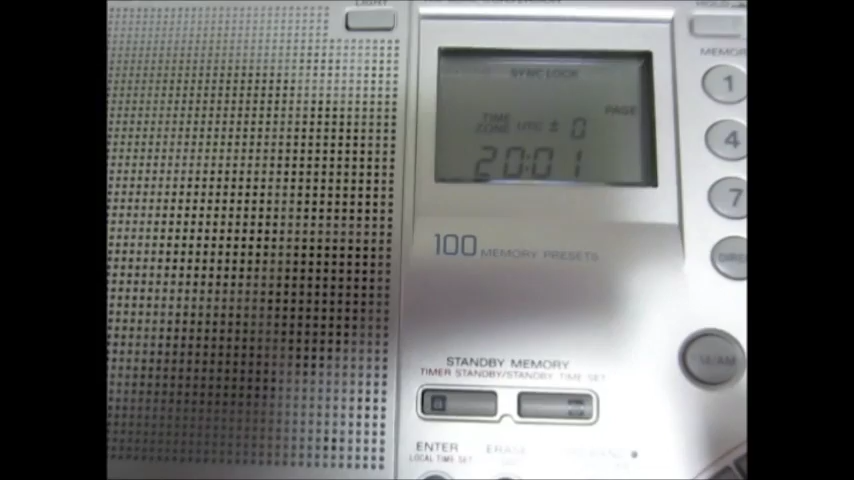 LIGHT
MEMORY
SYNC LOCK
PAGE
TIME
ZONE UTC ± 0
20:01
1
4
7
100 MEMORY PRESETS
STANDBY MEMORY
TIMER STANDBY/STANDBY TIME SET
ENTER
LOCAL TIME SET
ERASE